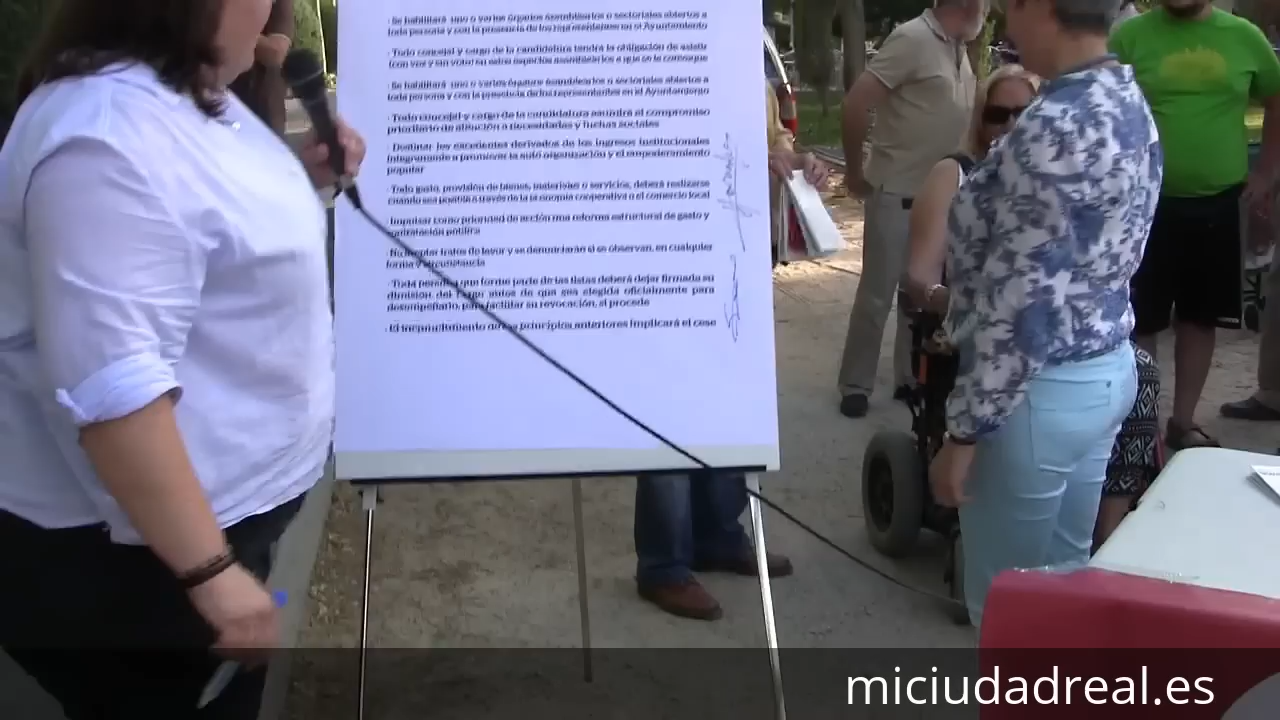 · Se habilitará uno o varios órganos asamblearios o sectoriales abiertos a
toda persona y con la presencia de los representantes en el Ayuntamiento
· Todo concejal y cargo de la candidatura tendrá la obligación de asistir
(con voz y sin voto) a estos espacios asamblearios a que se le convoque
· Se habilitará uno o varios órganos asamblearios o sectoriales abiertos a
toda persona y con la presencia de los representantes en el Ayuntamiento
· Todo concejal y cargo de la candidatura asumirá el compromiso
prioritario de atención a necesidades y luchas sociales
· Destinar los excedentes derivados de los ingresos institucionales
íntegramente a promover la auto organización y el empoderamiento
popular
· Todo gasto, provisión de bienes, materiales o servicios, deberá realizarse
cuando sea posible a través de la economía cooperativa o el comercio local
· Impulsar como prioridad de acción una reforma estructural de gasto y
contratación pública
· No aceptar tratos de favor y se denunciarán si se observan, en cualquier
forma y circunstancia
· Toda persona que forme parte de las listas deberá dejar firmada su
dimisión del cargo antes de que sea elegida oficialmente para
desempeñarlo, para facilitar su revocación, si procede
· El incumplimiento de los principios anteriores implicará el cese
miciudadreal.es